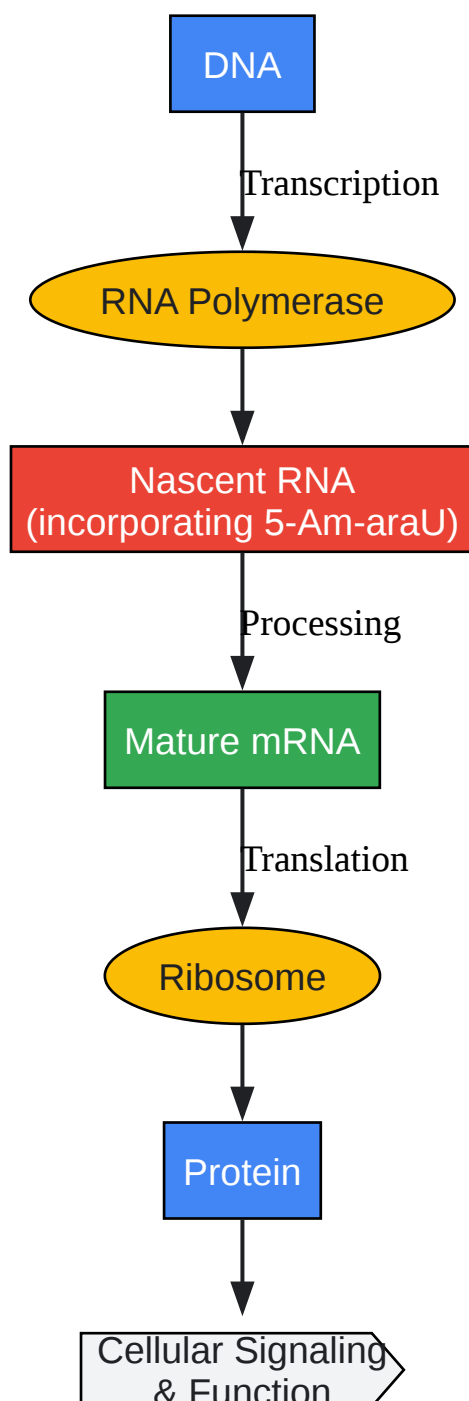 DNA
Transcription
RNA Polymerase
Nascent RNA
(incorporating 5-Am-araU)
Processing
Mature mRNA
Translation
Ribosome
Protein
Cellular Signaling
& Function